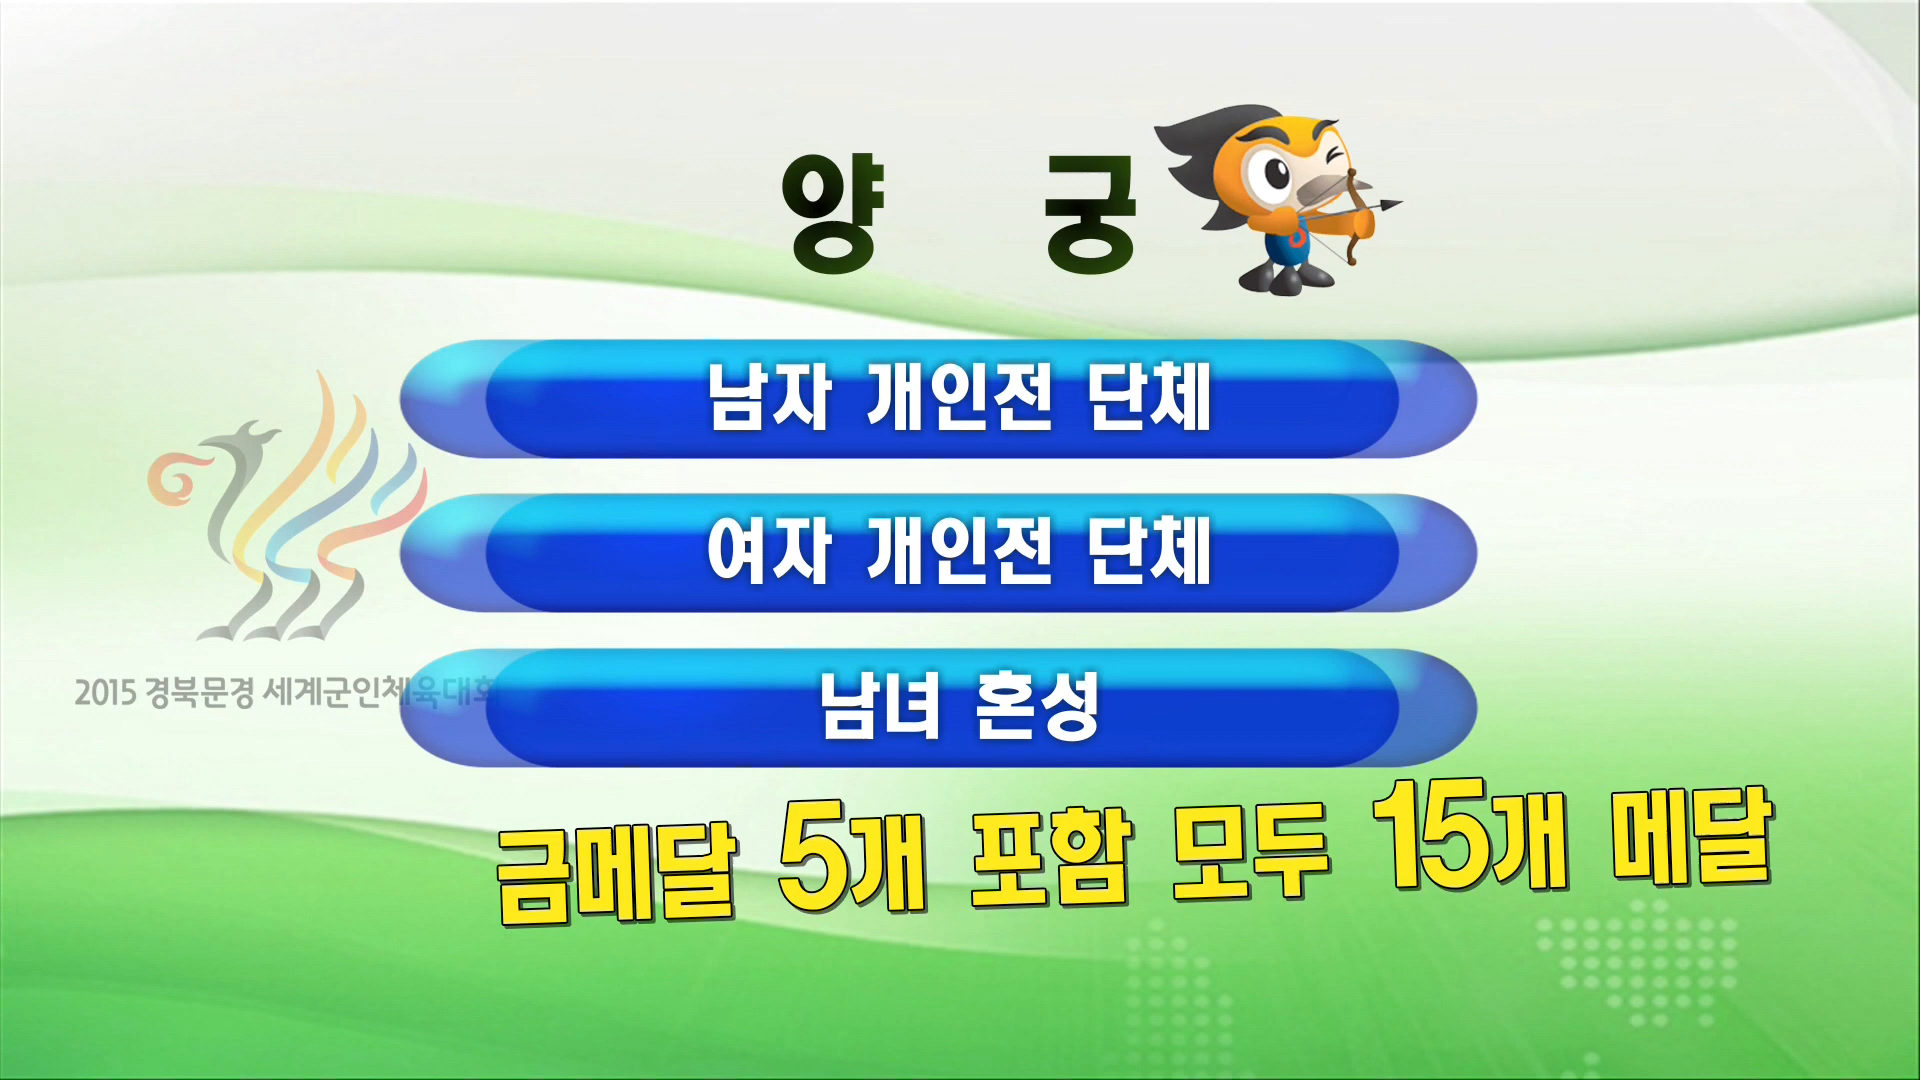 양 궁
남자 개인전 단체
여자 개인전 단체
2015 경북문경 세계군인체육대회
남녀 혼성
금메달 5개 포함 모두 15개 메달